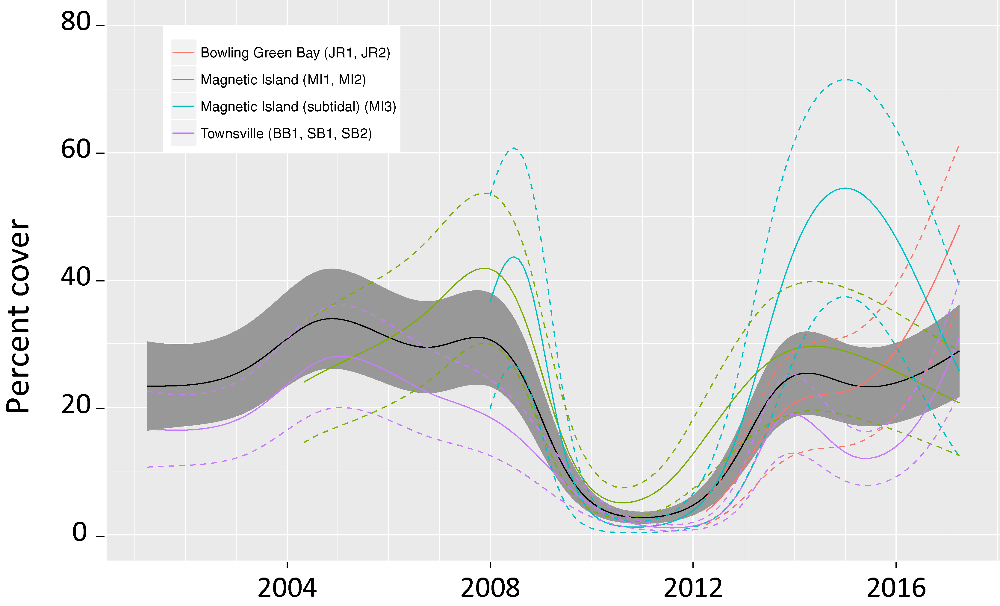 80
60
40
20
0
Percent cover
Bowling Green Bay (JR1, JR2)
Magnetic Island (MI1, MI2)
Magnetic Island (subtidal) (MI3)
Townsville (BB1, SB1, SB2)
2004
2008
2012
2016